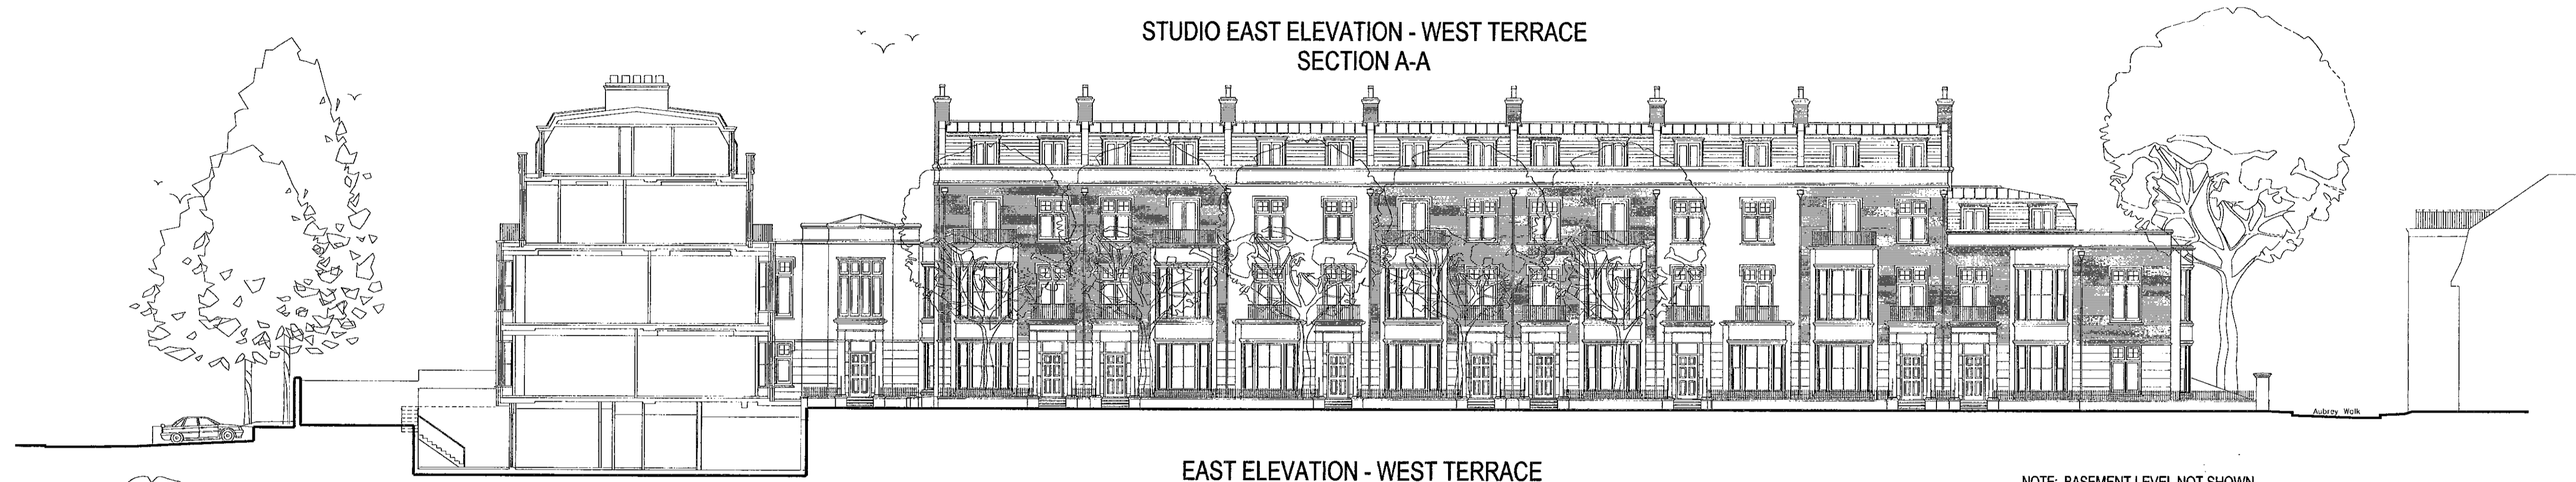 STUDIO EAST ELEVATION - WEST TERRACE
SECTION A-A
Aubrey Walk
EAST ELEVATION - WEST TERRACE
NOTE: BASEMENT LEVEL NOT SHOWN